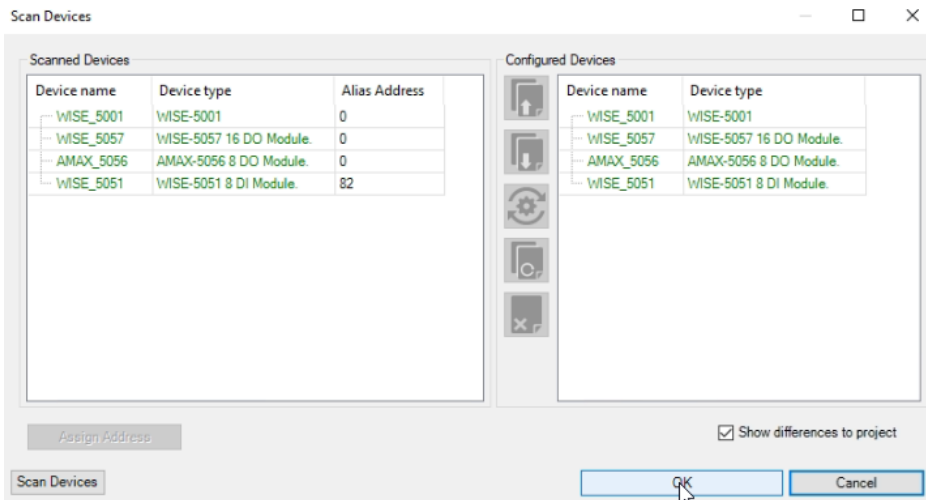 Scan Devices
Scanned Devices
Device name Device type Alias Address
WISE_5001 WISE-5001 0
WISE_5057 WISE-5057 16 DO Module. 0
AMAX_5056 AMAX-5056 8 DO Module. 0
WISE_5051 WISE-5051 8 DI Module. 82
Configured Devices
Device name Device type
WISE_5001 WISE-5001
WISE_5057 WISE-5057 16 DO Module.
AMAX_5056 AMAX-5056 8 DO Module.
WISE_5051 WISE-5051 8 DI Module.
Assign Address
Show differences to project
Scan Devices
OK
Cancel